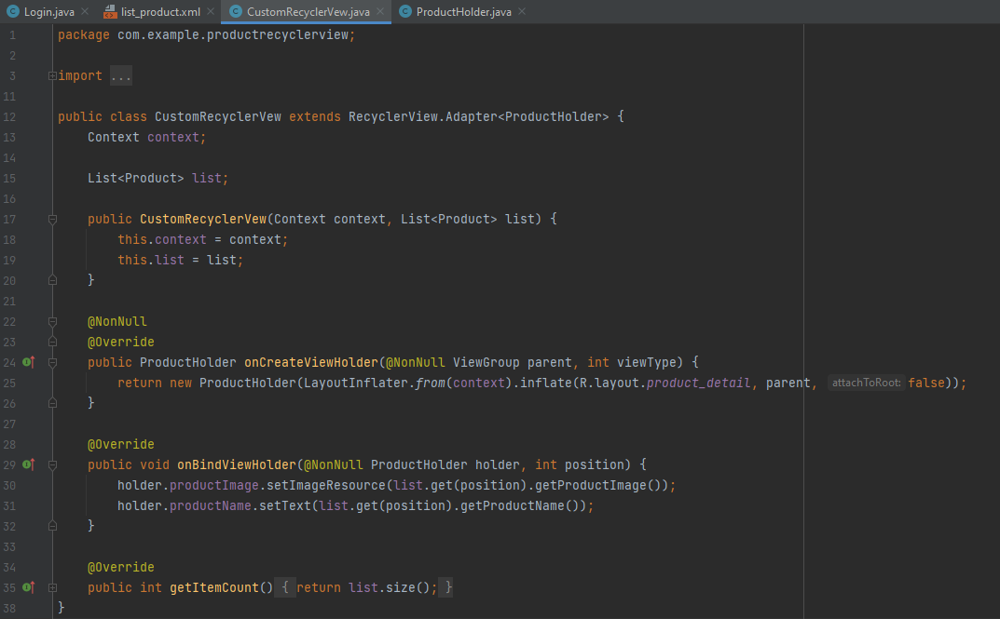 Login.java list_product.xml CustomRecyclerVew.java ProductHolder.java
1 package com.example.productrecyclerview;
2
3 import ...
11
12 public class CustomRecyclerVew extends RecyclerView.Adapter<ProductHolder> {
13 Context context;
14
15 List<Product> list;
16
17 public CustomRecyclerVew(Context context, List<Product> list) {
18 this.context = context;
19 this.list = list;
20 }
21
22 @NonNull
23 @Override
24 public ProductHolder onCreateViewHolder(@NonNull ViewGroup parent, int viewType) {
25 return new ProductHolder(LayoutInflater.from(context).inflate(R.layout.product_detail, parent, attachToRoot: false));
26 }
27
28 @Override
29 public void onBindViewHolder(@NonNull ProductHolder holder, int position) {
30 holder.productImage.setImageResource(list.get(position).getProductImage());
31 holder.productName.setText(list.get(position).getProductName());
32 }
33
34 @Override
35 public int getItemCount() { return list.size(); }
38 }